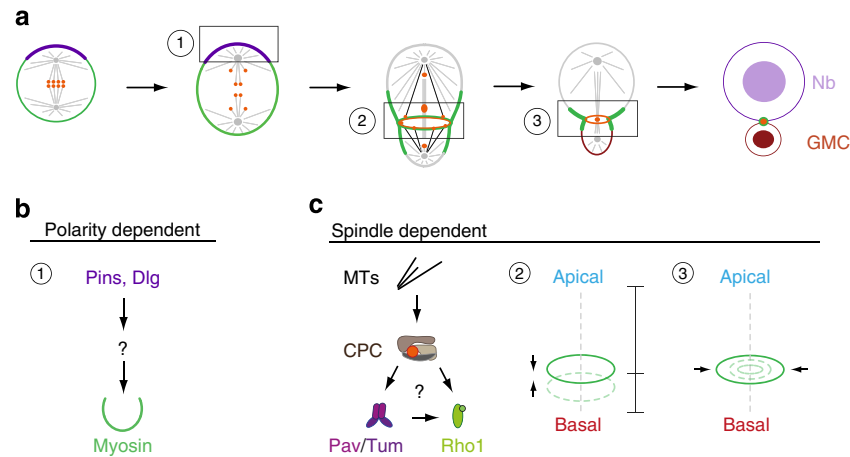 a
1
2
3
Nb
GMC
b
Polarity dependent
1
Pins, Dlg
?
Myosin
c
Spindle dependent
MTs
CPC
?
Pav/Tum
Rho1
2
Apical
Basal
3
Apical
Basal